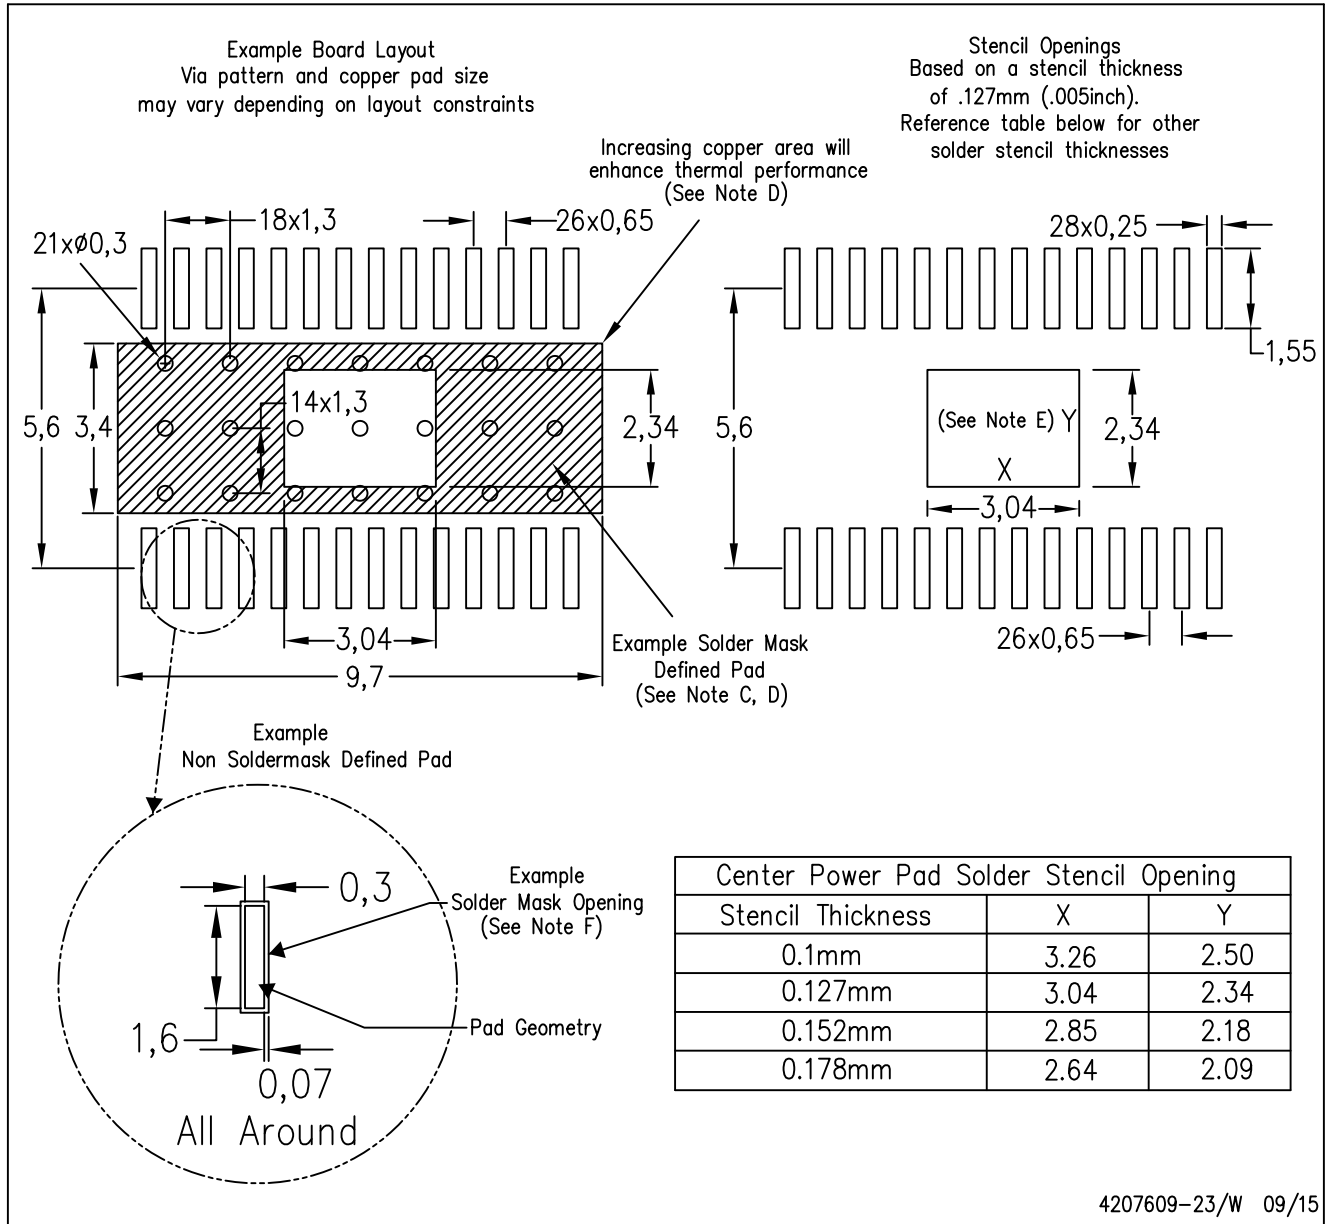 Example Board Layout
Via pattern and copper pad size
may vary depending on layout constraints
Stencil Openings
Based on a stencil thickness
of .127mm (.005inch).
Reference table below for other
solder stencil thicknesses
Increasing copper area will
enhance thermal performance
(See Note D)
18x1,3
26x0,65
21xø0,3
5,6
3,4
14x1,3
2,34
3,04
9,7
Example Solder Mask
Defined Pad
(See Note C, D)
28x0,25
1,55
5,6
(See Note E) Y
X
2,34
3,04
26x0,65
Example
Non Soldermask Defined Pad
0,3
Example
Solder Mask Opening
(See Note F)
Pad Geometry
1,6
0,07
All Around
Center Power Pad Solder Stencil Opening
Stencil Thickness X Y
0.1mm 3.26 2.50
0.127mm 3.04 2.34
0.152mm 2.85 2.18
0.178mm 2.64 2.09
4207609-23/W 09/15